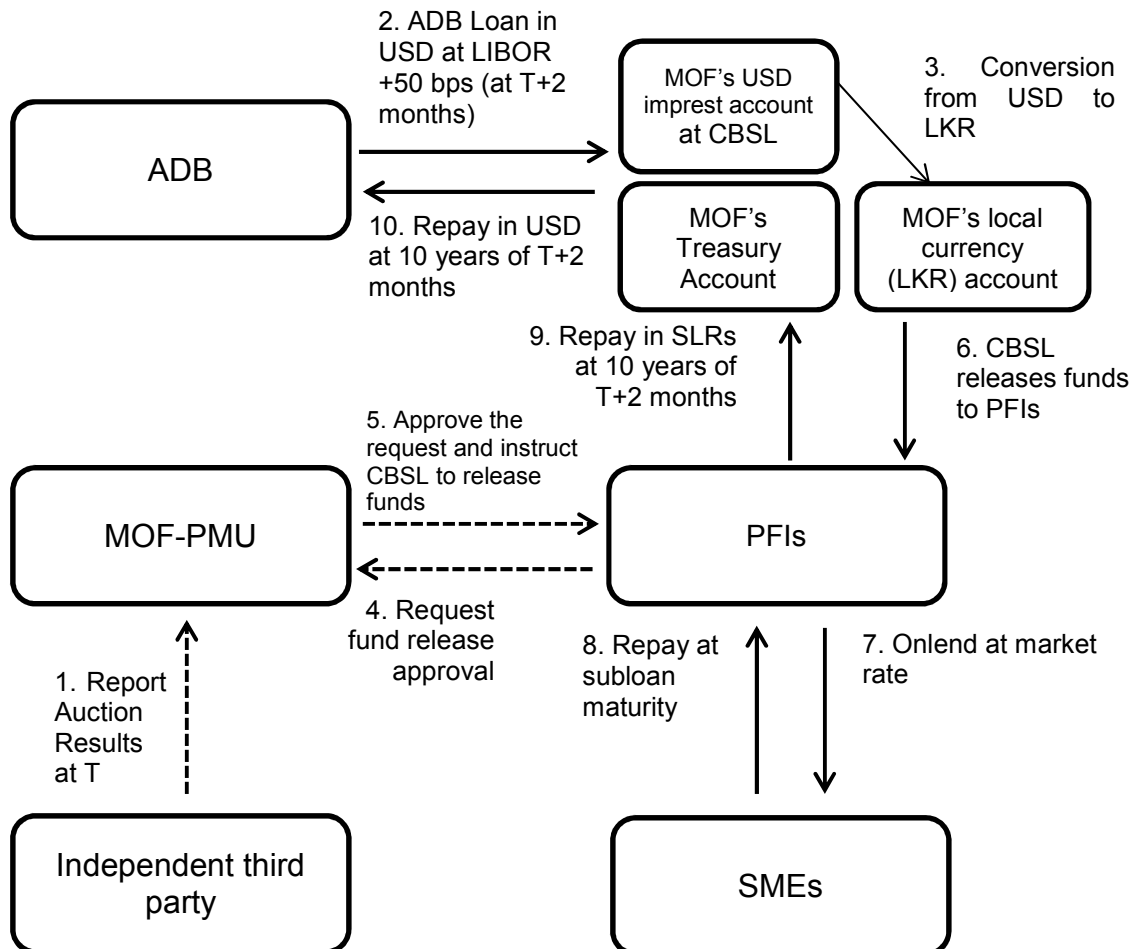 2. ADB Loan in
USD at LIBOR
+50 bps (at T+2
months)
MOF's USD
imprest account
at CBSL
3. Conversion
from USD to
LKR
ADB
10. Repay in USD
at 10 years of T+2
months
MOF's
Treasury
Account
MOF's local
currency
(LKR) account
9. Repay in SLRs
at 10 years of
T+2 months
6. CBSL
releases funds
to PFIs
5. Approve the
request and instruct
CBSL to release
funds
MOF-PMU
PFIs
4. Request
fund release
approval
8. Repay at
subloan
maturity
7. Onlend at market
rate
1. Report
Auction
Results
at T
Independent third
party
SMEs